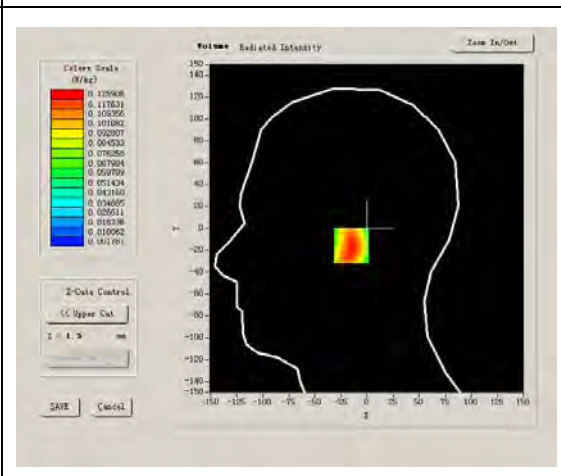 Volume Radiated Intensity
Zoom In/Out
Colors Scale
(W/kg)
0.125906
0.117631
0.109356
0.101082
0.092807
0.084533
0.076258
0.067984
0.059709
0.051434
0.043160
0.034885
0.026611
0.018336
0.010062
0.001787
150
140
120
100
80
60
40
20
0
-20
-40
-60
-80
-100
-120
-140
-150
Y
-150 -125 -100 -75 -50 -25 0 25 50 75 100 125 150
X
Z-Cuts Control
<< Upper Cut
Z = 1.5 mm
SAVE
Cancel